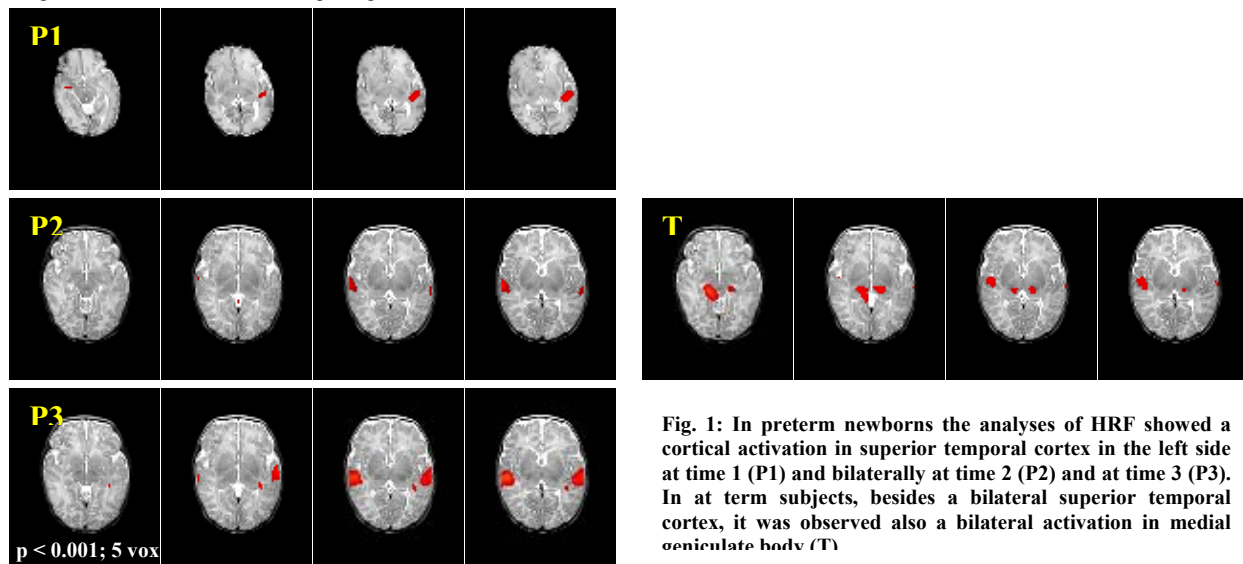 P1
P2
P3
p < 0.001; 5 vox
T
Fig. 1: In preterm newborns the analyses of HRF showed a
cortical activation in superior temporal cortex in the left side
at time 1 (P1) and bilaterally at time 2 (P2) and at time 3 (P3).
In at term subjects, besides a bilateral superior temporal
cortex, it was observed also a bilateral activation in medial
geniculate body (T)